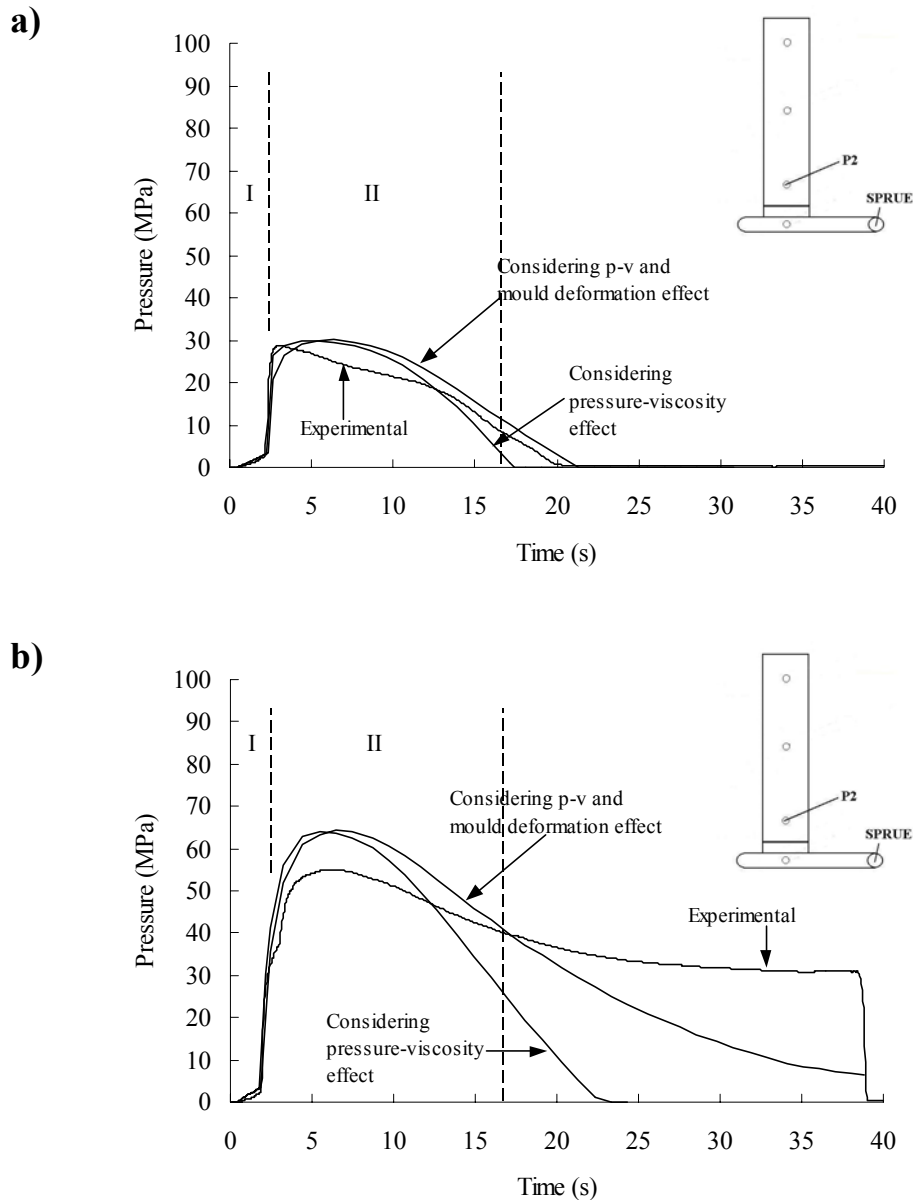 a)
100
90
80
70
60
50
40
30
20
10
0
Pressure (MPa)
I
II
P2
SPRUE
Considering p-v and
mould deformation effect
Considering
pressure-viscosity
effect
Experimental
0 5 10 15 20 25 30 35 40
Time (s)
b)
100
90
80
70
60
50
40
30
20
10
0
Pressure (MPa)
I
II
P2
SPRUE
Considering p-v and
mould deformation effect
Experimental
Considering
pressure-viscosity
effect
0 5 10 15 20 25 30 35 40
Time (s)